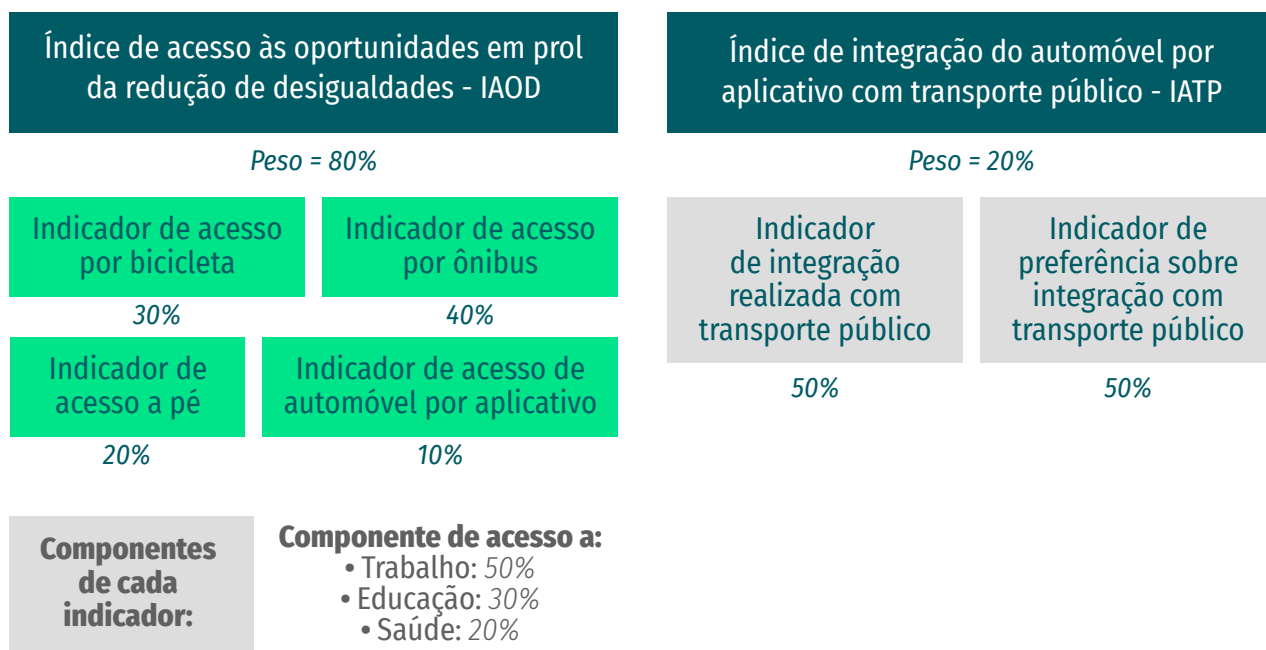 Índice de acesso às oportunidades em prol
da redução de desigualdades - IAOD
Peso = 80%
Indicador de acesso
por bicicleta
30%
Indicador de acesso
por ônibus
40%
Indicador de
acesso a pé
20%
Indicador de acesso de
automóvel por aplicativo
10%
Componentes
de cada
indicador:
Componente de acesso a:
• Trabalho: 50%
• Educação: 30%
• Saúde: 20%
Índice de integração do automóvel por
aplicativo com transporte público - IATP
Peso = 20%
Indicador
de integração
realizada com
transporte público
50%
Indicador de
preferência sobre
integração com
transporte público
50%